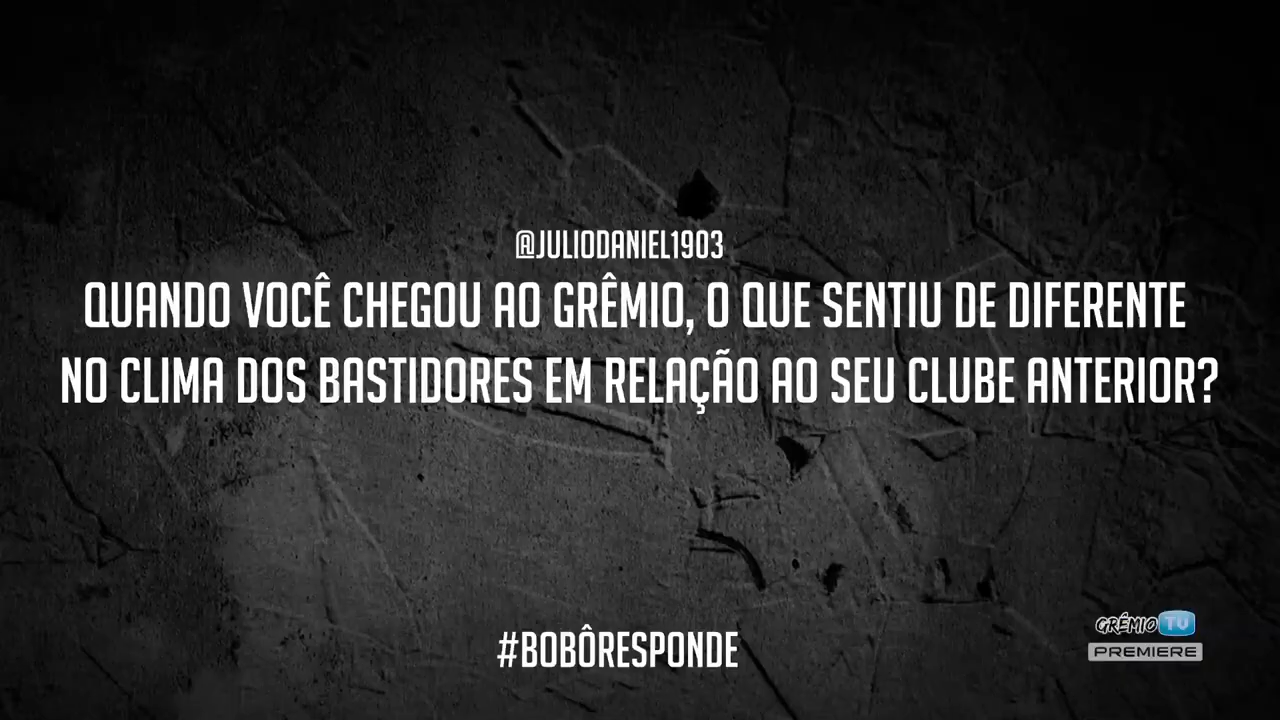 @JULIODANIEL1903
QUANDO VOCÊ CHEGOU AO GRÊMIO, O QUE SENTIU DE DIFERENTE
NO CLIMA DOS BASTIDORES EM RELAÇÃO AO SEU CLUBE ANTERIOR?
#BOBÔRESPONDE
GRÊMIO TV
PREMIERE